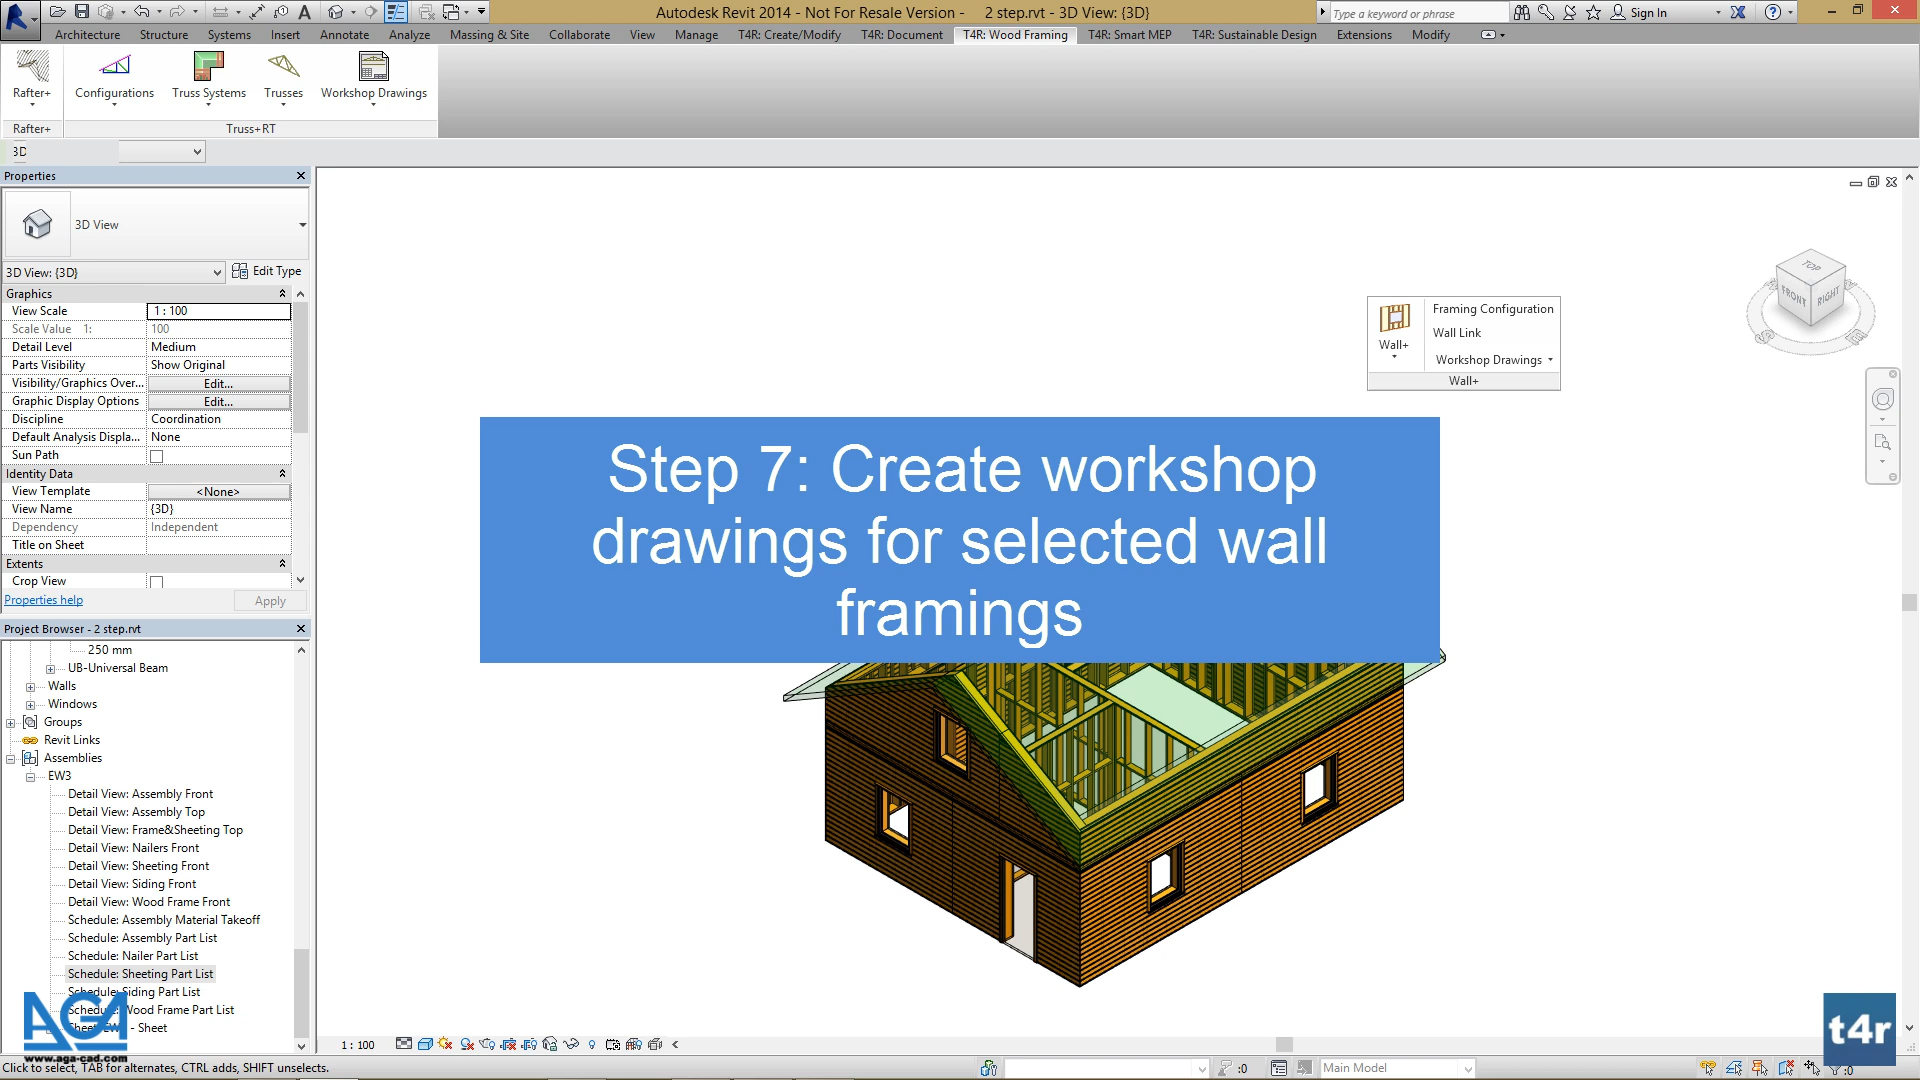 Autodesk Revit 2014 - Not For Resale Version -     2 step.rvt - 3D View: {3D}
Type a keyword or phrase
Sign In
Architecture Structure Systems Insert Annotate Analyze Massing & Site Collaborate View Manage T4R: Create/Modify T4R: Document T4R: Wood Framing T4R: Smart MEP T4R: Sustainable Design Extensions Modify
Rafter+ Configurations Truss Systems Trusses Workshop Drawings
Rafter+ Truss+RT
3D
Properties
3D View
3D View: {3D} Edit Type
Graphics
View Scale 1 : 100
Scale Value 1: 100
Detail Level Medium
Parts Visibility Show Original
Visibility/Graphics Over... Edit...
Graphic Display Options Edit...
Discipline Coordination
Default Analysis Displa... None
Sun Path
Identity Data
View Template <None>
View Name {3D}
Dependency Independent
Title on Sheet
Extents
Crop View
Properties help Apply
Project Browser - 2 step.rvt
250 mm
UB-Universal Beam
Walls
Windows
Groups
Revit Links
Assemblies
EW3
Detail View: Assembly Front
Detail View: Assembly Top
Detail View: Frame&Sheeting Top
Detail View: Nailers Front
Detail View: Sheeting Front
Detail View: Siding Front
Detail View: Wood Frame Front
Schedule: Assembly Material Takeoff
Schedule: Assembly Part List
Schedule: Nailer Part List
Schedule: Sheeting Part List
Schedule: Siding Part List
Schedule: Wood Frame Part List
- Sheet
AGA
www.aga-cad.com
TOP
FRONT RIGHT
Framing Configuration
Wall Link
Wall+ Workshop Drawings
Wall+
Step 7: Create workshop
drawings for selected wall
framings
1 : 100
t4r
Click to select, TAB for alternates, CTRL adds, SHIFT unselects.
:0
Main Model
:0